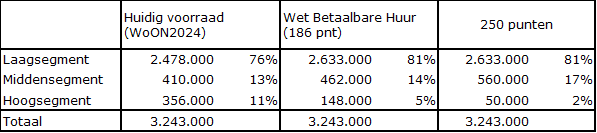 Huidig voorraad (WoON2024) Wet Betaalbare Huur (186 pnt) 250 punten
Laagsegment 2.478.000 76% 2.633.000 81% 2.633.000 81%
Middensegment 410.000 13% 462.000 14% 560.000 17%
Hoogsegment 356.000 11% 148.000 5% 50.000 2%
Totaal 3.243.000 3.243.000 3.243.000